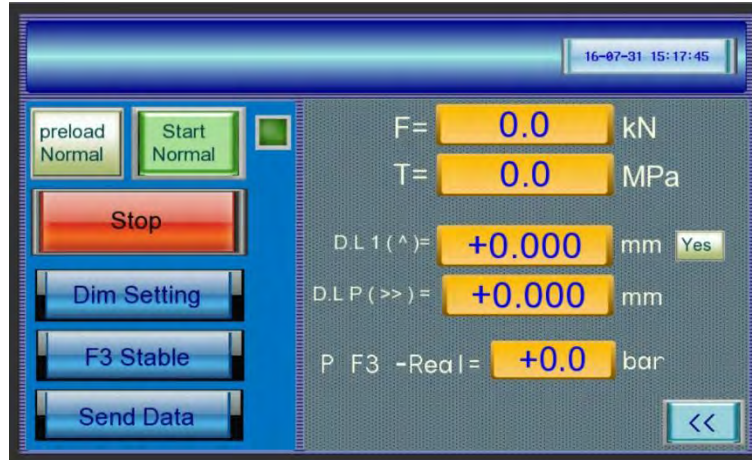 16-07-31 15:17:45
preload
Normal
Start
Normal
Stop
Dim Setting
F3 Stable
Send Data
F= 0.0 kN
T= 0.0 MPa
D.L 1 ( ^ )= +0.000 mm Yes
D.L P ( >> ) = +0.000 mm
P F3 -Real= +0.0 bar
<<